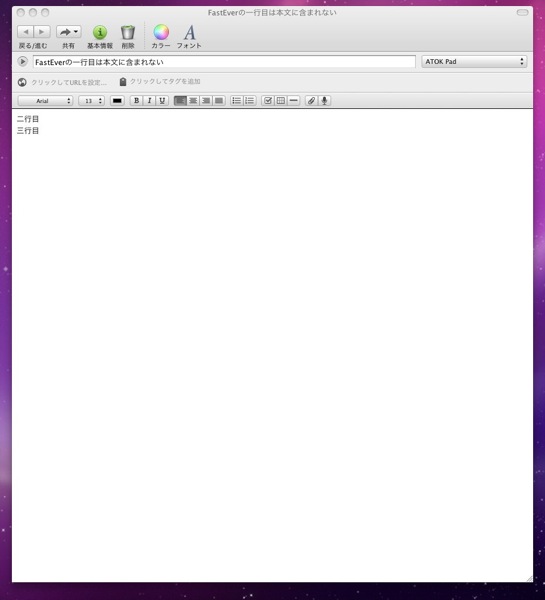 FastEverの一行目は本文に含まれない
戻る/進む 共有 基本情報 削除 カラー フォント
FastEverの一行目は本文に含まれない ATOK Pad
クリックしてURLを設定... クリックしてタグを追加
Arial 13 B I U
二行目
三行目